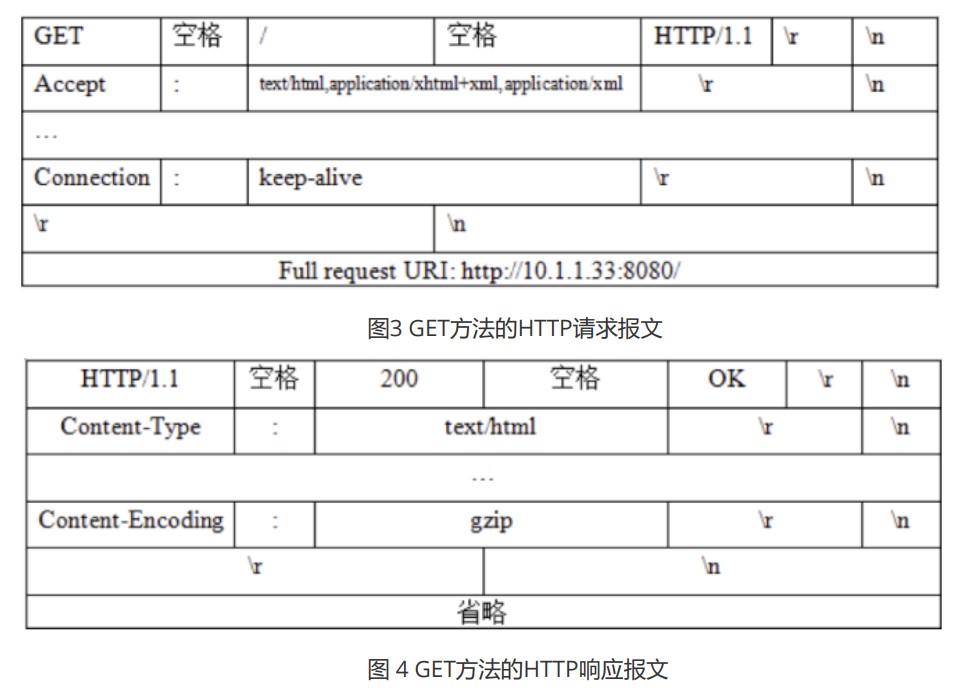 GET 空格 / 空格 HTTP/1.1 \r \n
Accept : text/html,application/xhtml+xml,application/xml \r \n
...
Connection : keep-alive \r \n
\r \n
Full request URI: http://10.1.1.33:8080/
图3 GET方法的HTTP请求报文
HTTP/1.1 空格 200 空格 OK \r \n
Content-Type : text/html \r \n
...
Content-Encoding : gzip \r \n
\r \n
省略
图 4 GET方法的HTTP响应报文